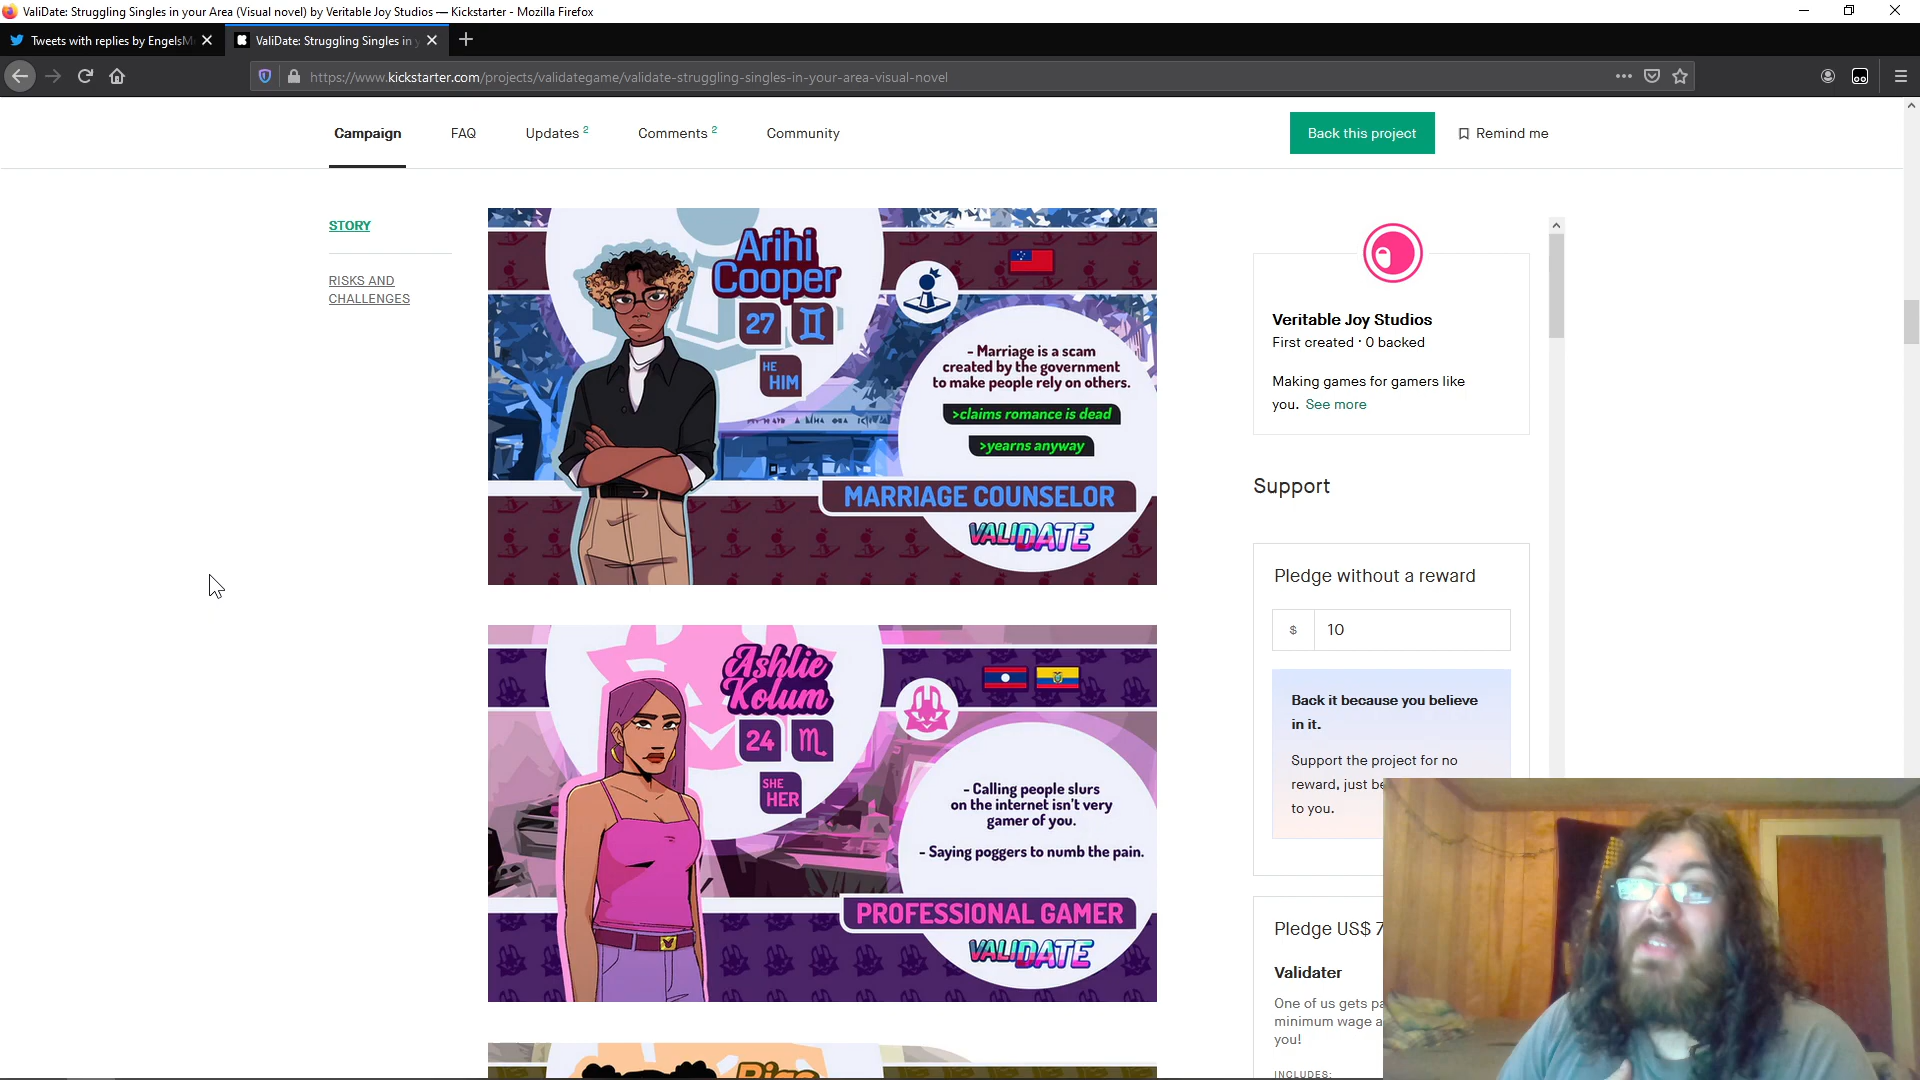 ValiDate: Struggling Singles in your Area (Visual novel) by Veritable Joy Studios — Kickstarter - Mozilla Firefox
Tweets with replies by EngelsM
ValiDate: Struggling Singles in y
https://www.kickstarter.com/projects/validategame/validate-struggling-singles-in-your-area-visual-novel
Campaign
FAQ
Updates 2
Comments 2
Community
Back this project
Remind me
STORY
RISKS AND
CHALLENGES
Arihi
Cooper
27
HE
HIM
- Marriage is a scam
created by the government
to make people rely on others.
>claims romance is dead
>yearns anyway
MARRIAGE COUNSELOR
VALIDATE
Ashlie
Kolum
24
SHE
HER
- Calling people slurs
on the internet isn't very
gamer of you.
- Saying poggers to numb the pain.
PROFESSIONAL GAMER
VALIDATE
Veritable Joy Studios
First created · 0 backed
Making games for gamers like
you. See more
Support
Pledge without a reward
$ 10
Back it because you believe
in it.
Support the project for no
reward, just be
to you.
Pledge US$ 7
Validater
One of us gets pa
minimum wage a
you!
INCLUDES: